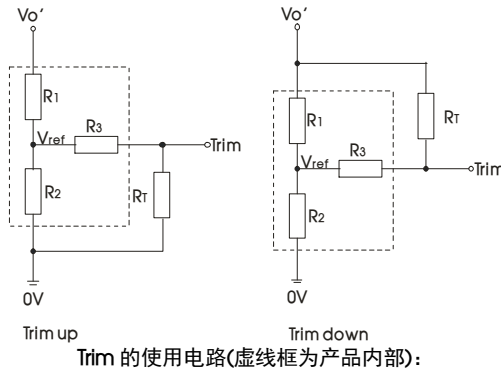 Vo’
R1
Vref
R3
Trim
R2
RT
0V
Trim up
Vo’
R1
RT
Vref
R3
Trim
R2
0V
Trim down
Trim 的使用电路(虚线框为产品内部)：